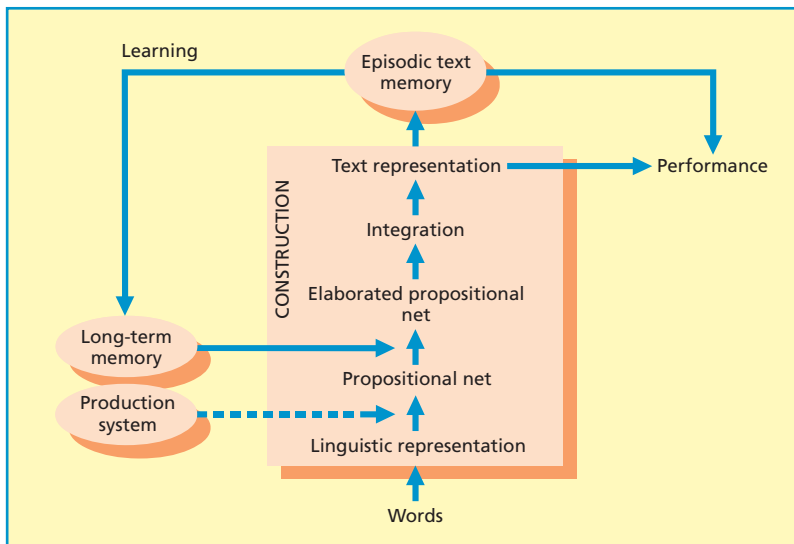 Learning
Episodic text
memory
Text representation
Performance
Integration
CONSTRUCTION
Elaborated propositional
net
Long-term
memory
Propositional net
Production
system
Linguistic representation
Words